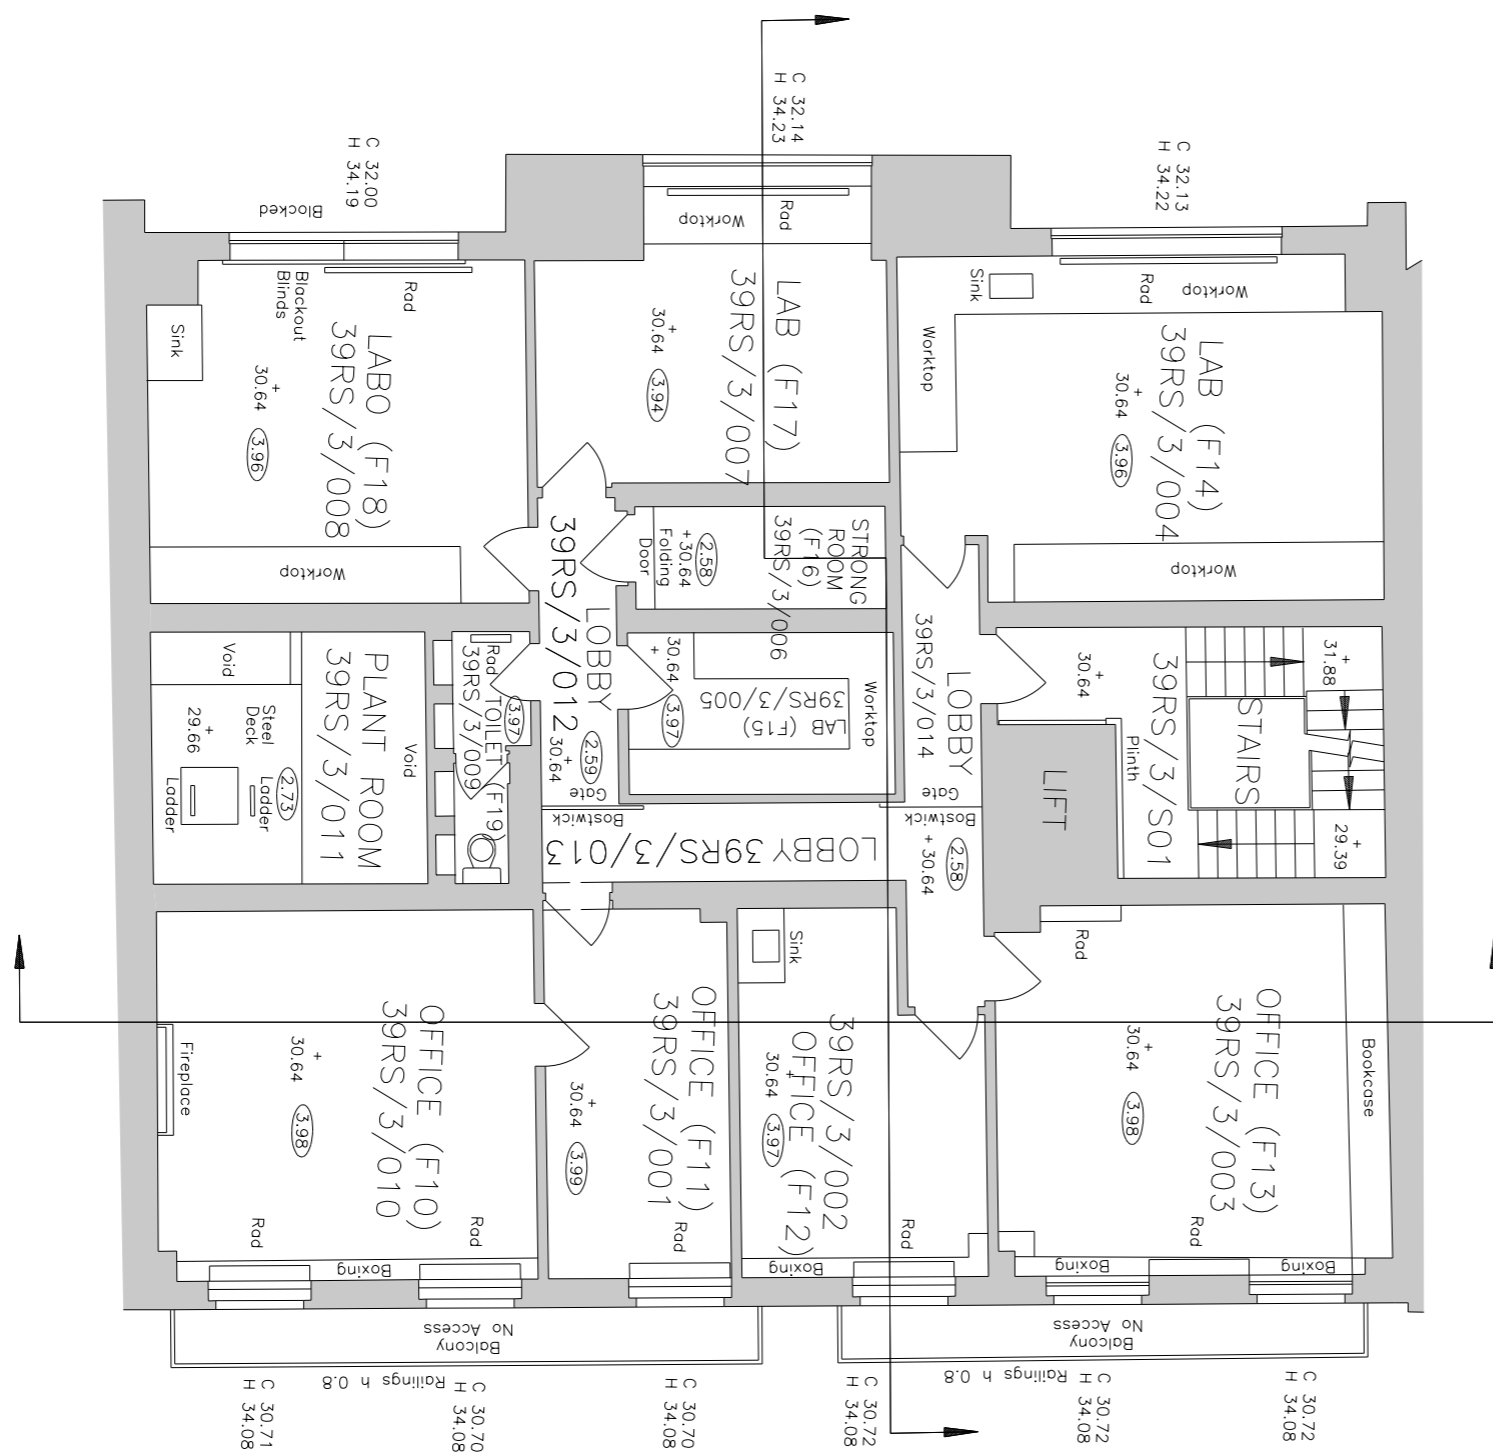 C 32.14
H 34.23
C 32.00
H 34.19
C 32.13
H 34.22
Blocked
Worktop
Rad
Blackout
Blinds
Rad
Sink
LABO (F18)
39RS/3/008
30.64
3.96
Worktop
LAB (F17)
39RS/3/007
30.64
3.94
Sink
Rad
Worktop
Worktop
LAB (F14)
39RS/3/004
30.64
3.96
Worktop
STRONG
ROOM
(F16)
39RS/3/006
2.58
30.64
Folding
Door
39RS/3/012
LOBBY
2.59
30.64
Gate
Bostwick
30.64
3.97
LAB (F15)
39RS/3/005
Worktop
LOBBY
39RS/3/014
Gate
Bostwick
2.58
30.64
LOBBY 39RS/3/013
30.64
39RS/3/S01
STAIRS
31.88
29.39
Plinth
LIFT
Void
PLANT ROOM
39RS/3/011
Void
Steel
Deck
29.66
2.73
Ladder
Ladder
Rad
TOILET (F19)
39RS/3/009
3.97
OFFICE (F10)
39RS/3/010
30.64
3.98
Fireplace
Rad
Rad
Boxing
OFFICE (F11)
39RS/3/001
30.64
3.99
Rad
Sink
39RS/3/002
OFFICE (F12)
30.64
3.97
Rad
Boxing
Rad
OFFICE (F13)
39RS/3/003
30.64
3.98
Bookcase
Rad
Boxing
Boxing
Balcony
No Access
Railings h 0.8
Balcony
No Access
Railings h 0.8
C 30.71
H 34.08
C 30.70
H 34.08
C 30.70
H 34.08
C 30.72
H 34.08
C 30.72
H 34.08
C 30.72
H 34.08